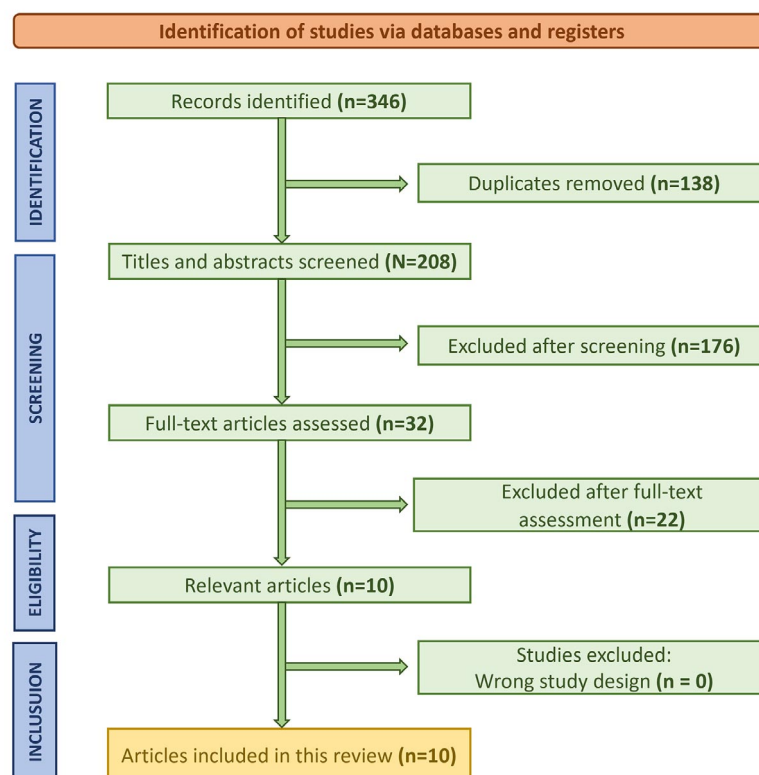 Identification of studies via databases and registers
IDENTIFICATION
Records identified (n=346)
Duplicates removed (n=138)
Titles and abstracts screened (N=208)
SCREENING
Excluded after screening (n=176)
Full-text articles assessed (n=32)
Excluded after full-text
assessment (n=22)
ELIGIBILITY
Relevant articles (n=10)
Studies excluded:
Wrong study design (n = 0)
INCLUSUION
Articles included in this review (n=10)